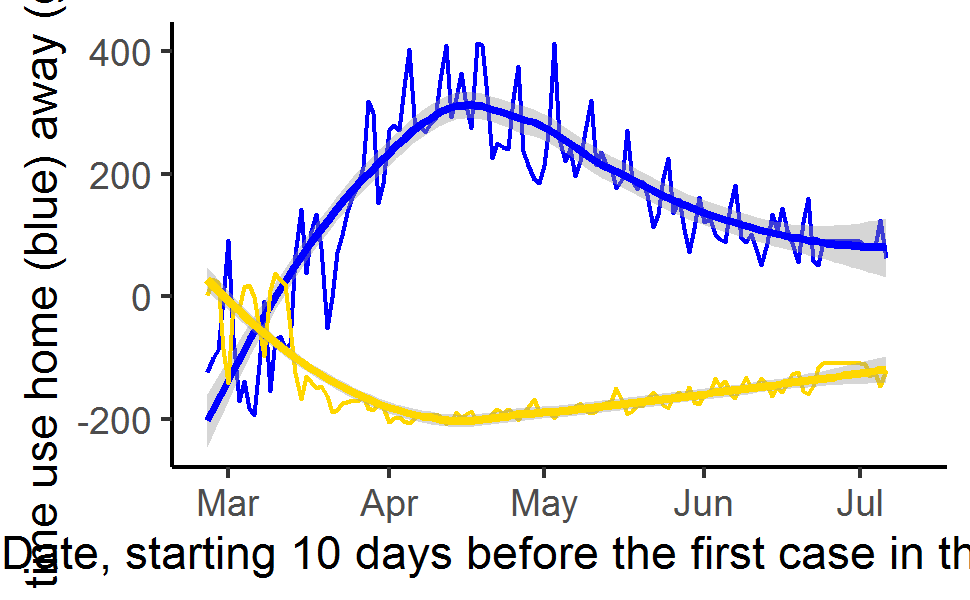 time use home (blue) away (g
400
200
0
-200
Mar Apr May Jun Jul
Date, starting 10 days before the first case in th